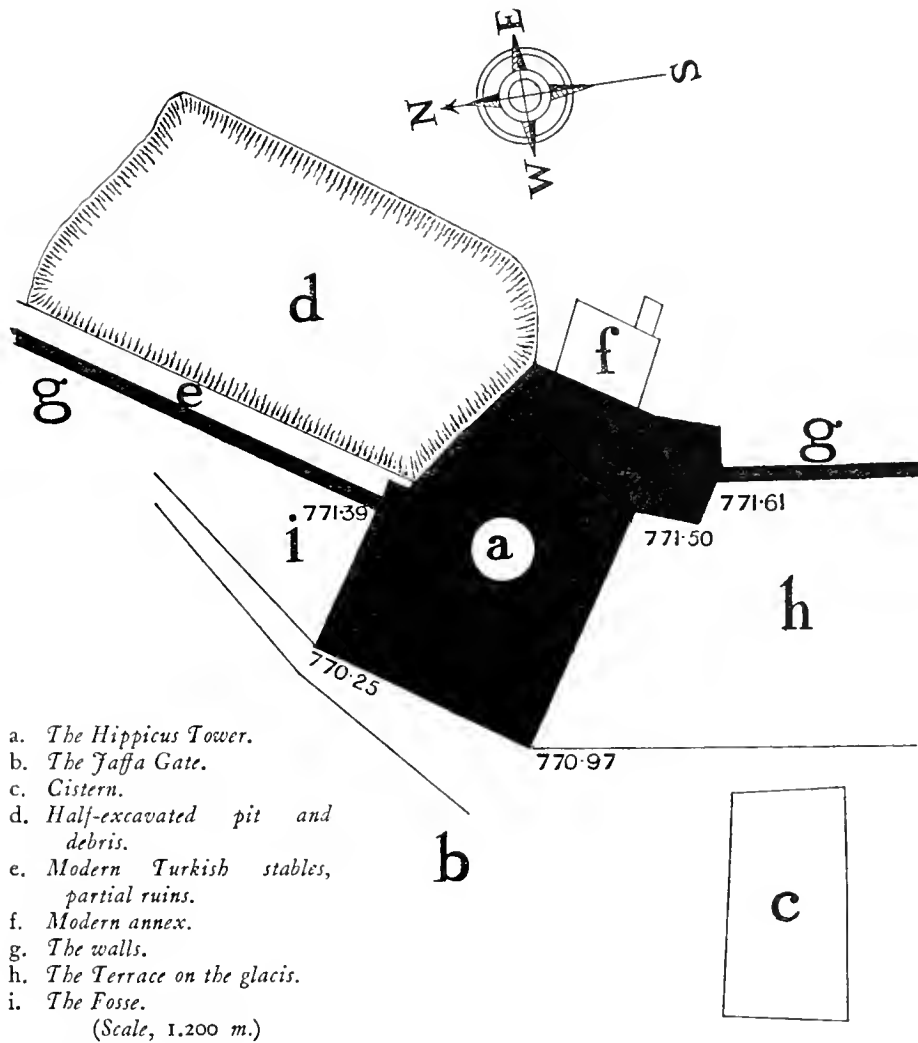 E
S
N
W
d
f
g
e
g
771·39
771·61
i
a
771·50
h
770·25
770·97
a. The Hippicus Tower.
b. The Jaffa Gate.
c. Cistern.
d. Half-excavated pit and
debris.
e. Modern Turkish stables,
partial ruins.
f. Modern annex.
g. The walls.
h. The Terrace on the glacis.
i. The Fosse.
(Scale, 1.200 m.)
b
c